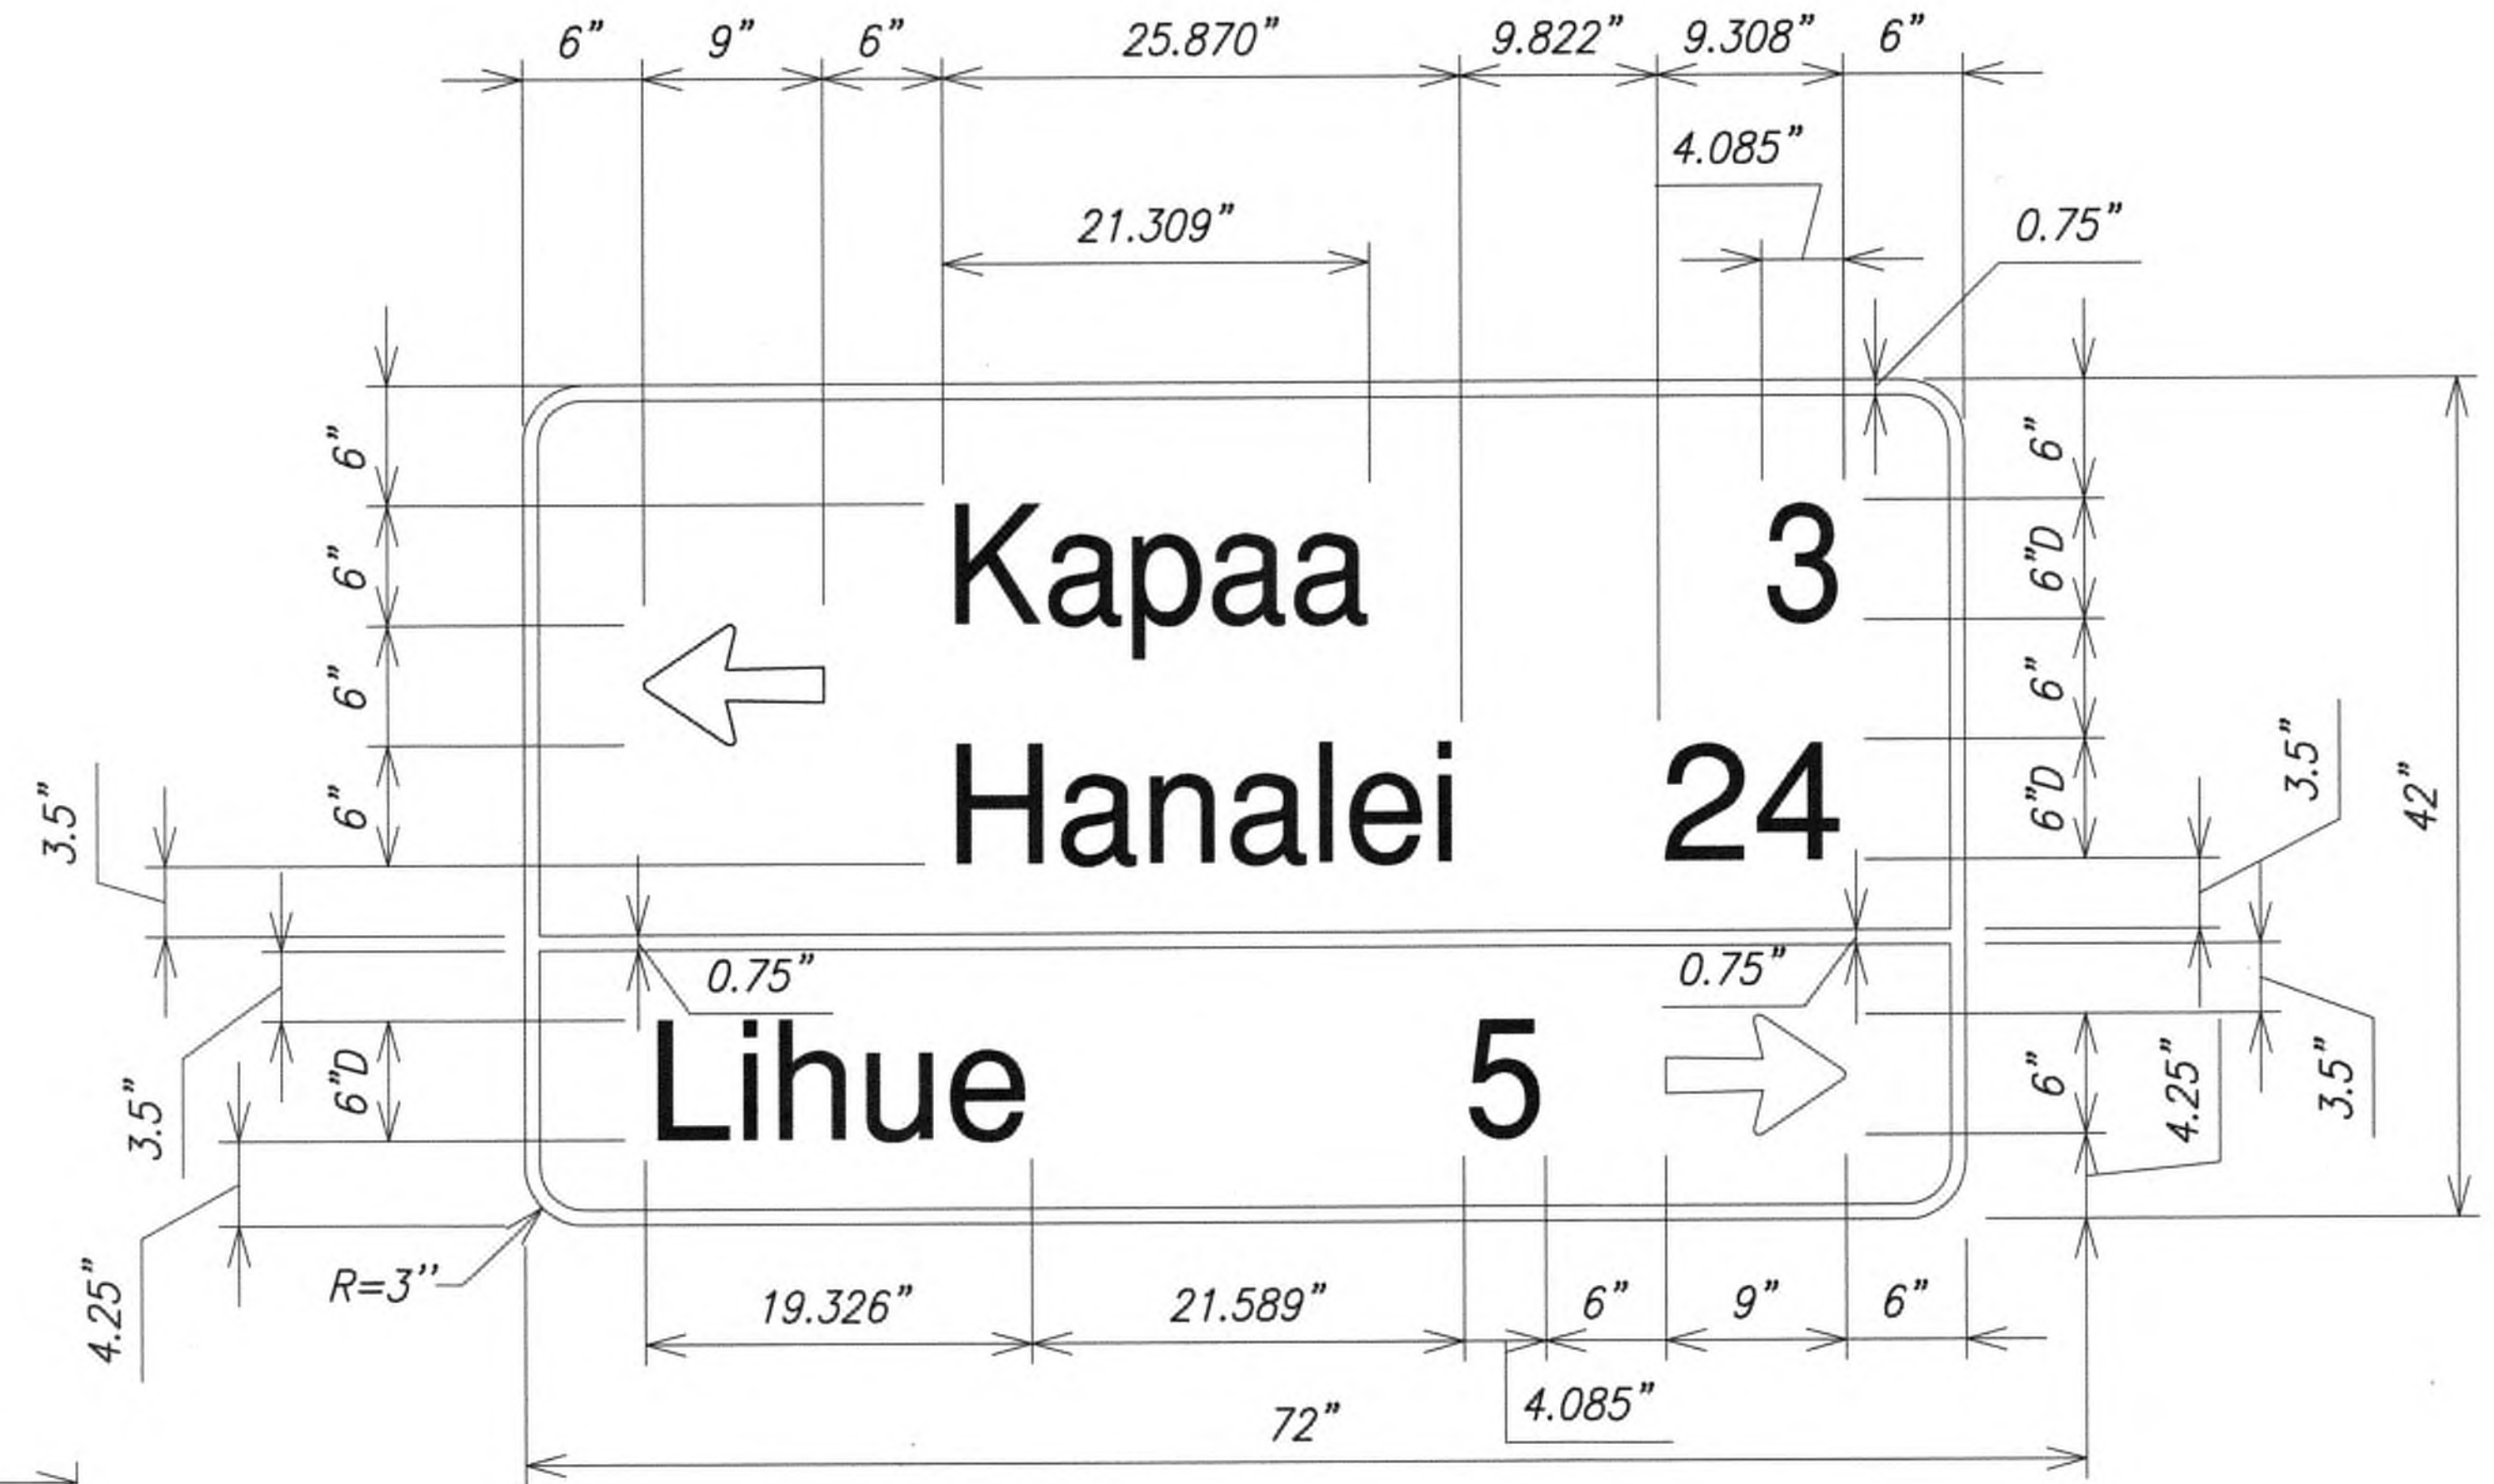 6” 9” 6” 25.870” 9.822” 9.308” 6”
4.085”
21.309” 0.75”
6” 6”
Kapaa 3
6” 6”D
6” 6”
Hanalei 24
3.5” 6” 6”D 3.5” 42”
0.75” 0.75”
Lihue 5
3.5” 6”D 6” 4.25” 3.5”
R=3’’
4.25” 19.326” 21.589” 6” 9” 6”
4.085”
72”